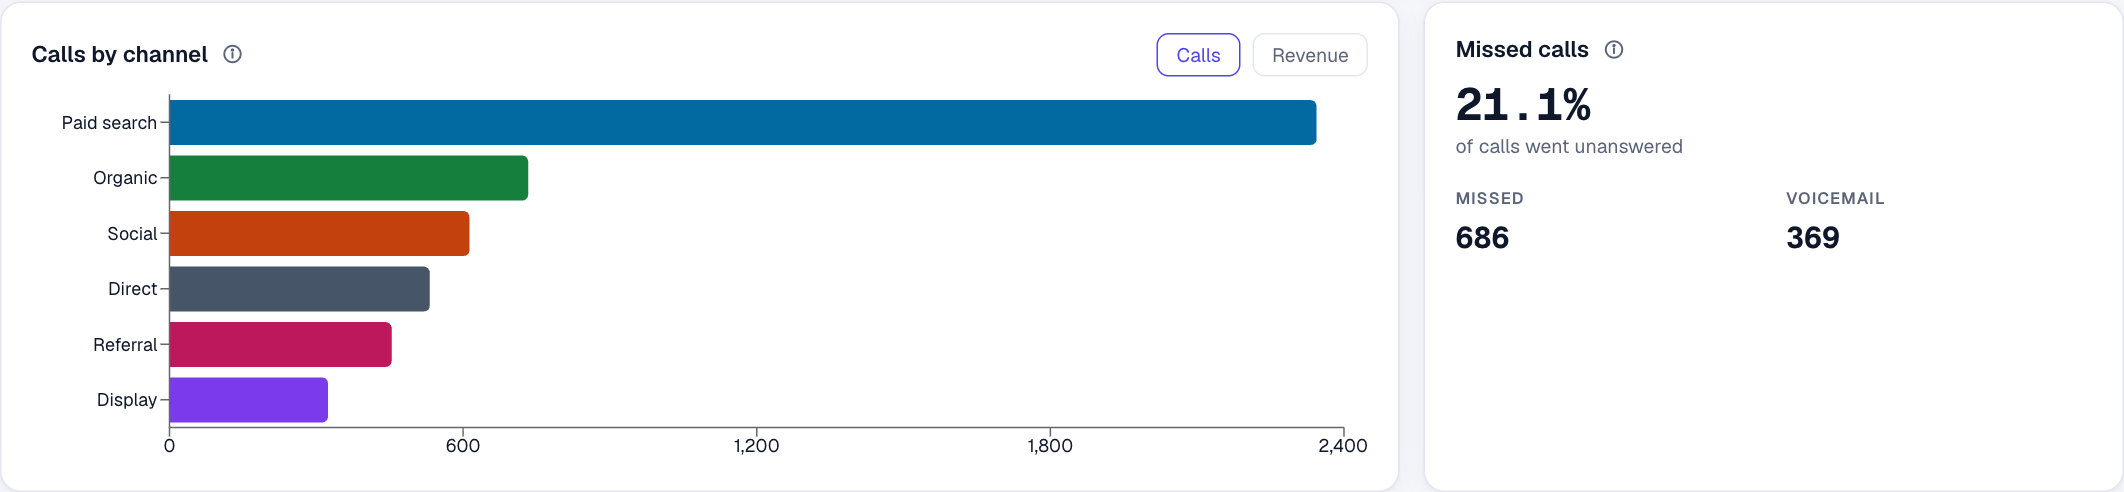 Calls by channel
Calls
Revenue
Paid search
Organic
Social
Direct
Referral
Display
0
600
1,200
1,800
2,400
Missed calls
21.1%
of calls went unanswered
MISSED
VOICEMAIL
686
369